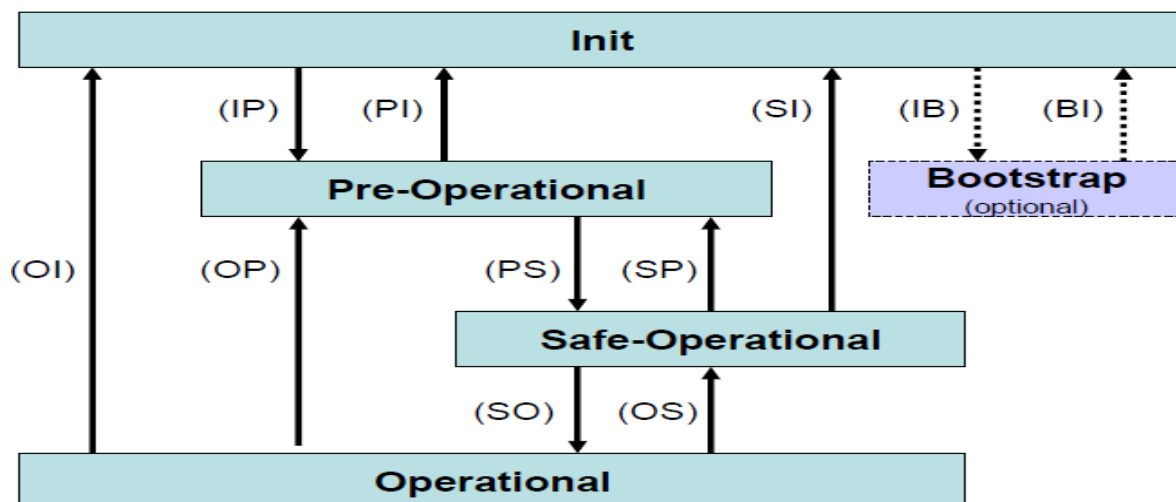 Init
(IP) (PI) (SI) (IB) (BI)
Pre-Operational
Bootstrap
(optional)
(OI) (OP) (PS) (SP)
Safe-Operational
(SO) (OS)
Operational